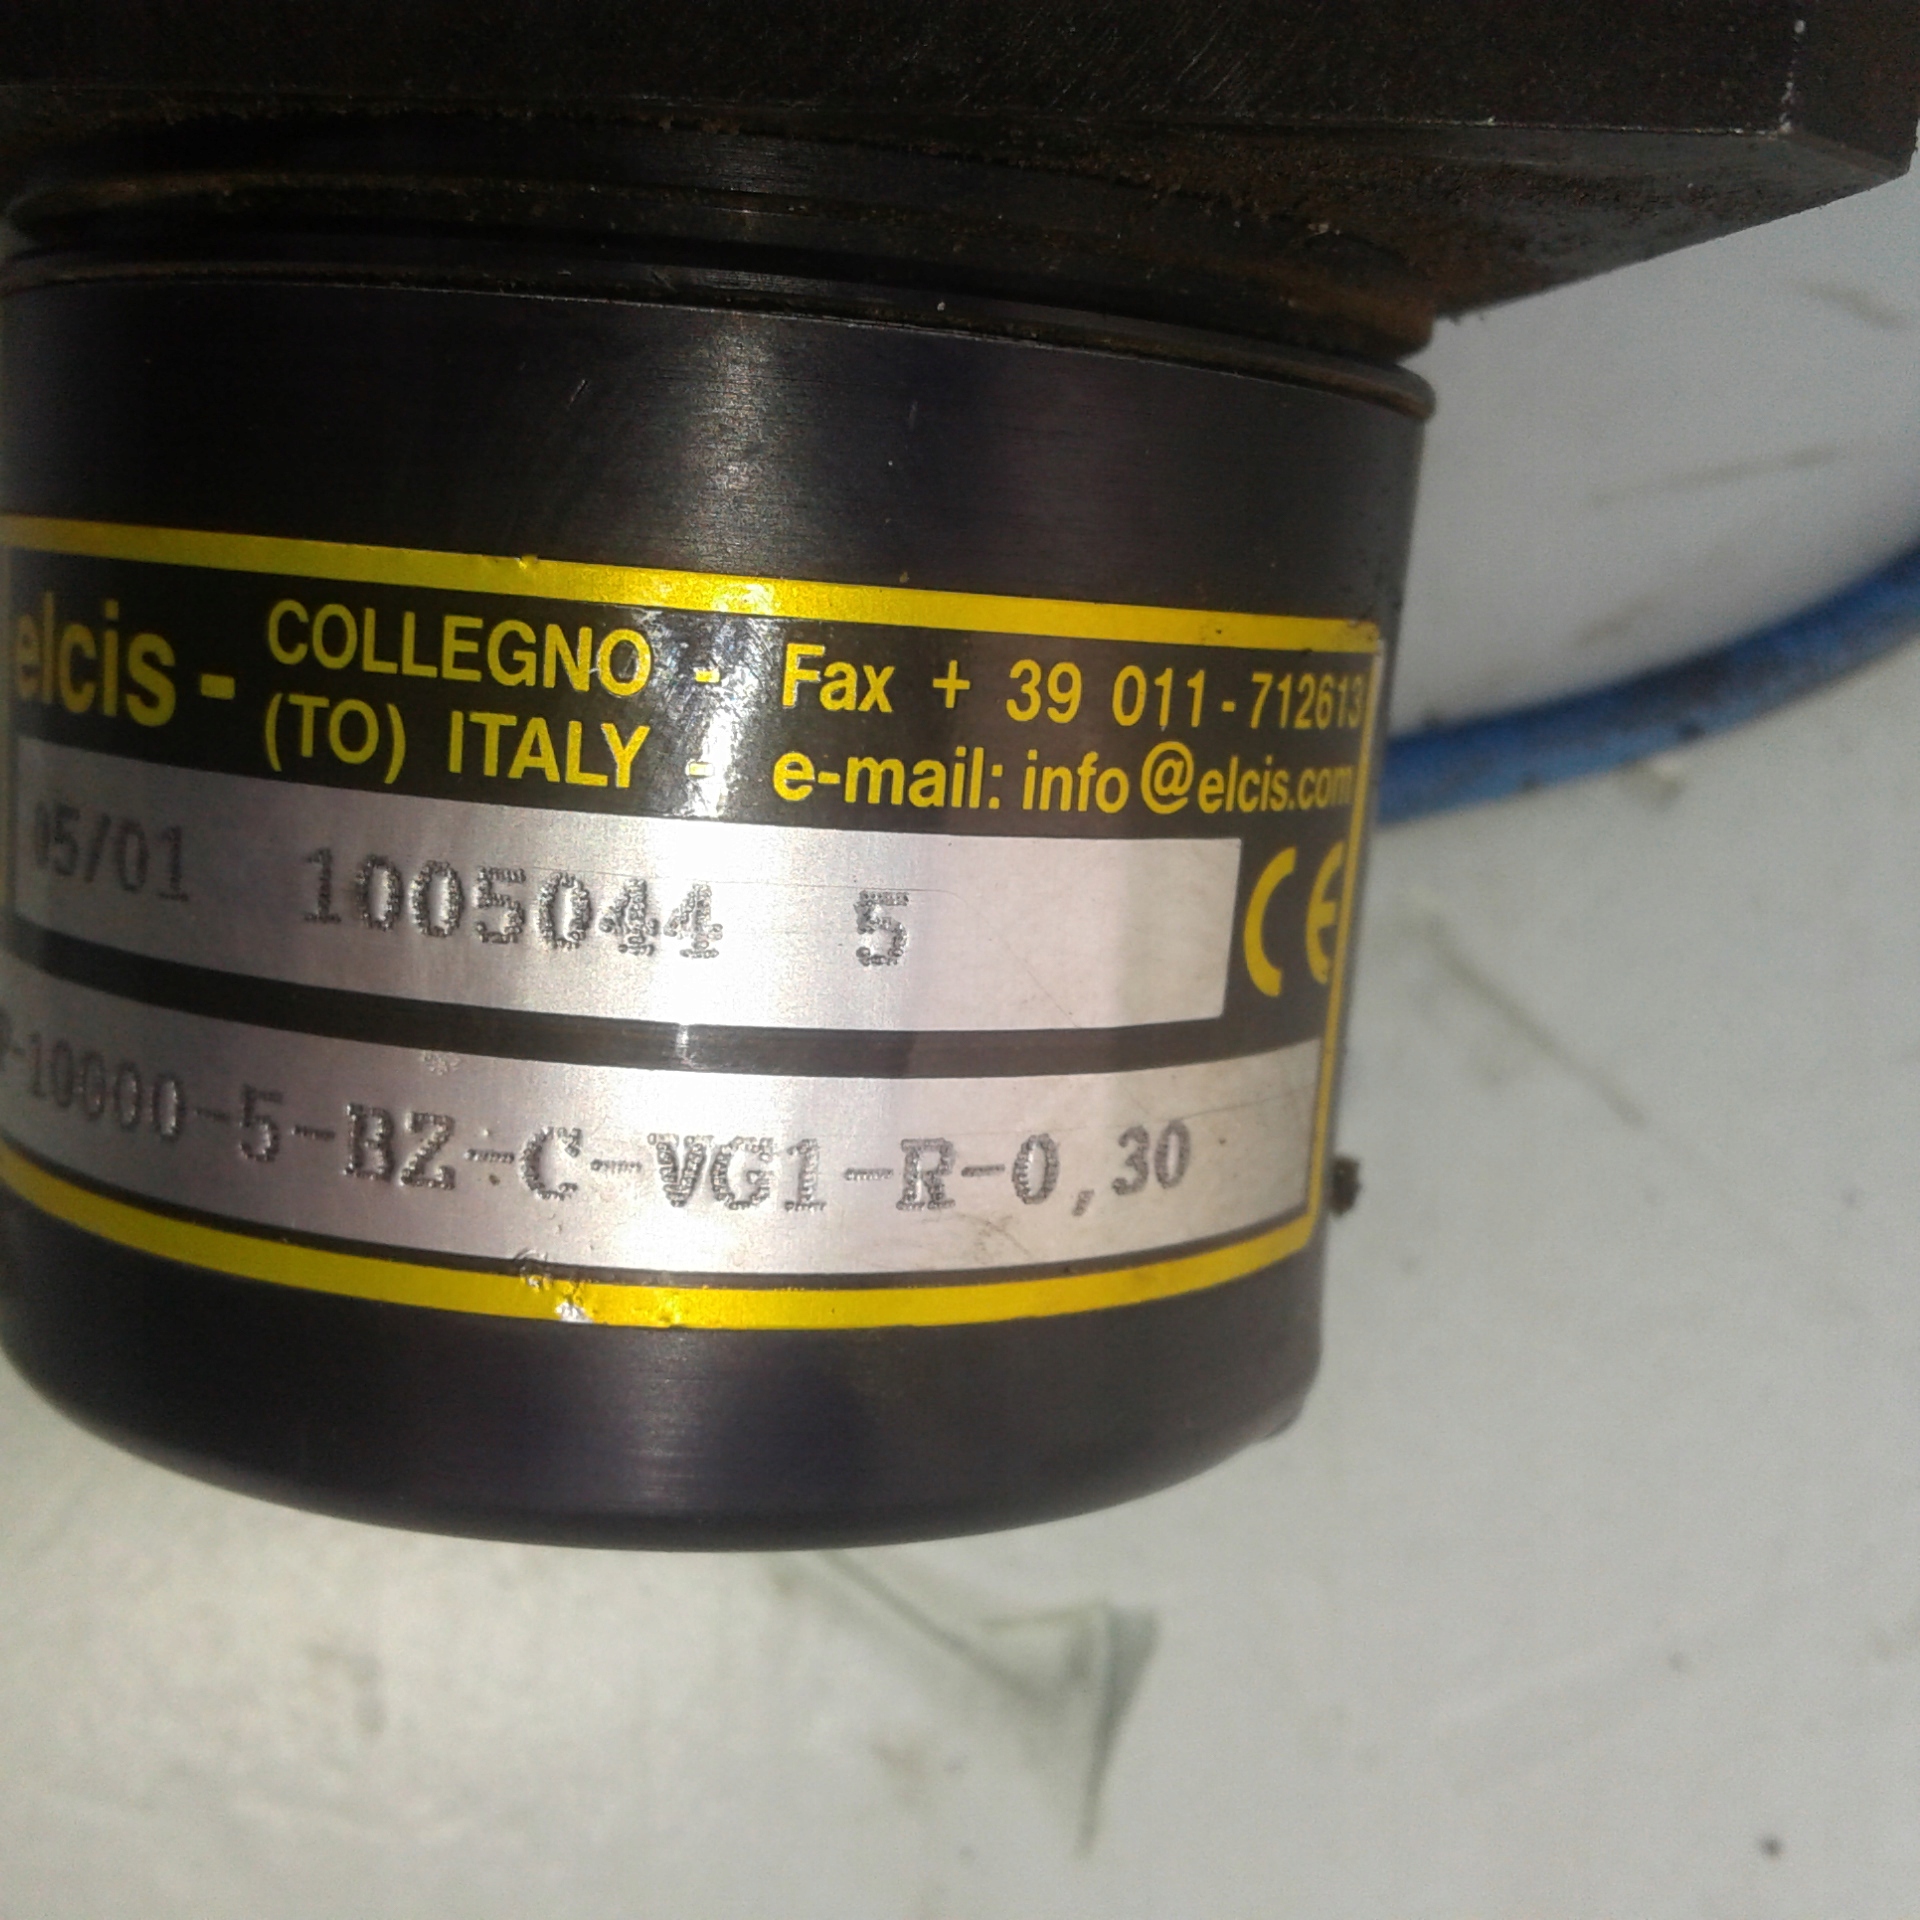 elcis - COLLEGNO - Fax + 39 011-712613
(TO) ITALY - e-mail: info@elcis.com
05/01 1005044 5 CE
-10000-5-BZ-C-VG1-R-0,30